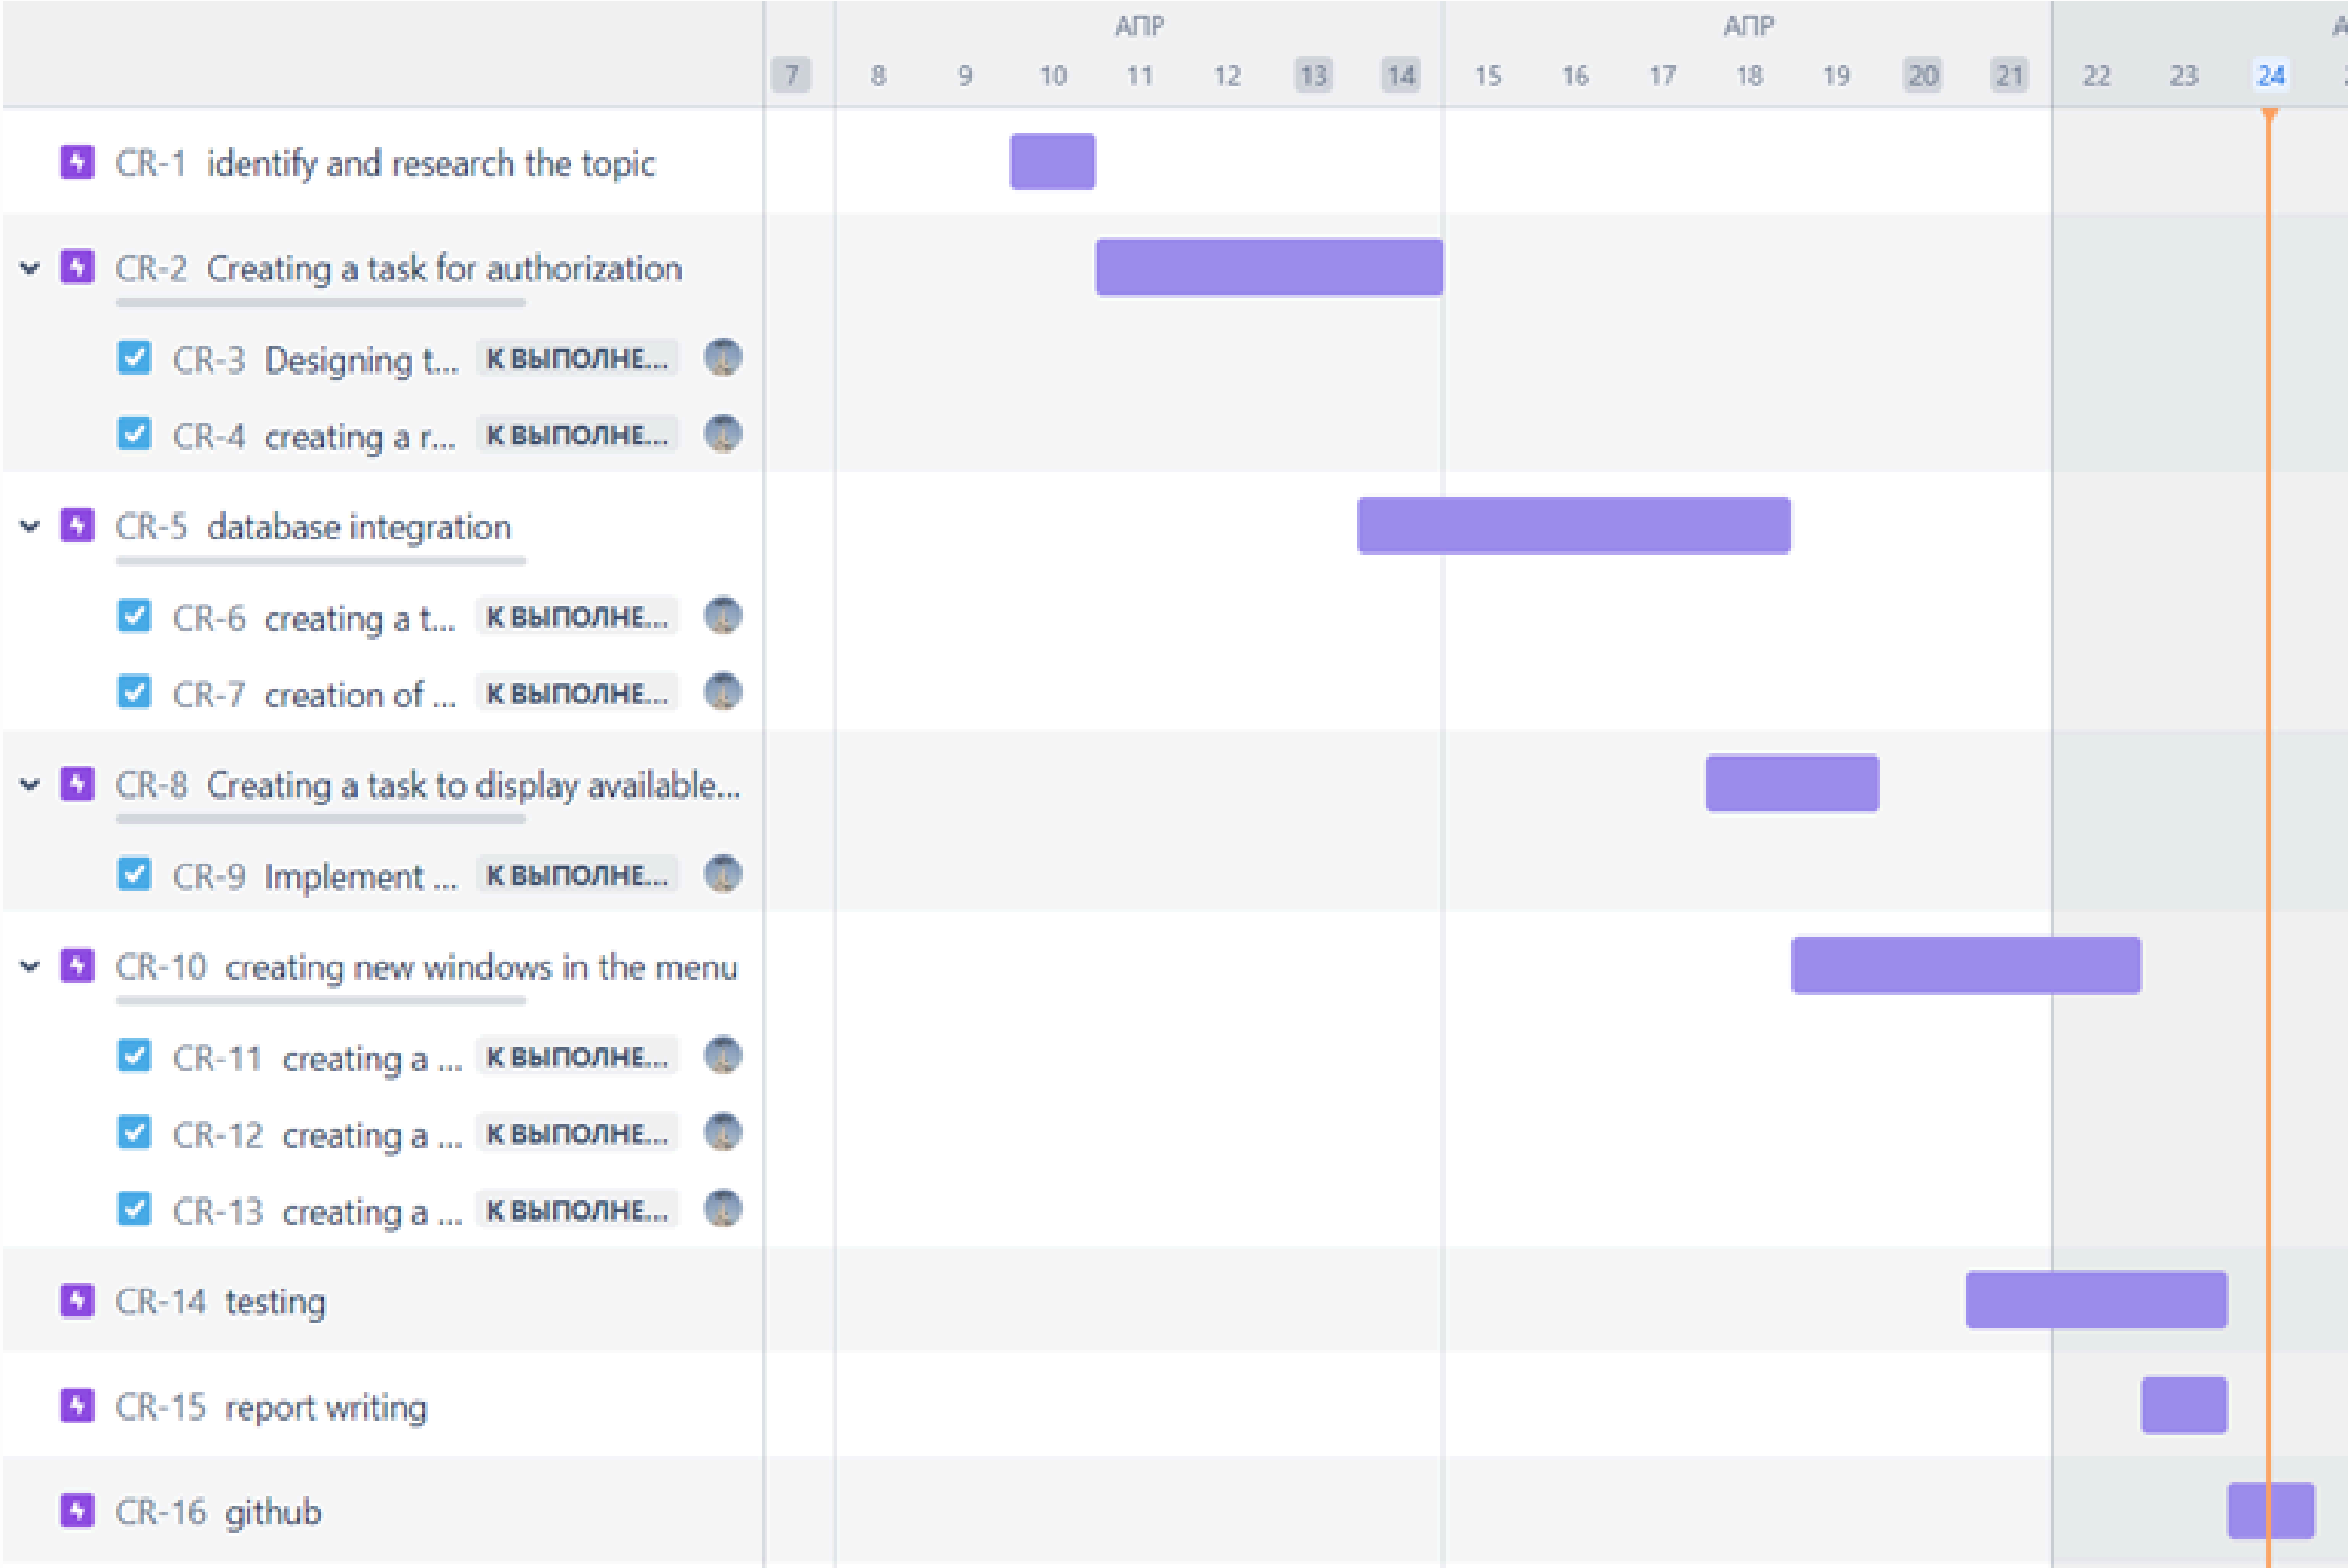 АПР АПР
7 8 9 10 11 12 13 14 15 16 17 18 19 20 21 22 23 24
CR-1 identify and research the topic
CR-2 Creating a task for authorization
CR-3 Designing t... К ВЫПОЛНЕ...
CR-4 creating a r... К ВЫПОЛНЕ...
CR-5 database integration
CR-6 creating a t... К ВЫПОЛНЕ...
CR-7 creation of ... К ВЫПОЛНЕ...
CR-8 Creating a task to display available...
CR-9 Implement ... К ВЫПОЛНЕ...
CR-10 creating new windows in the menu
CR-11 creating a ... К ВЫПОЛНЕ...
CR-12 creating a ... К ВЫПОЛНЕ...
CR-13 creating a ... К ВЫПОЛНЕ...
CR-14 testing
CR-15 report writing
CR-16 github